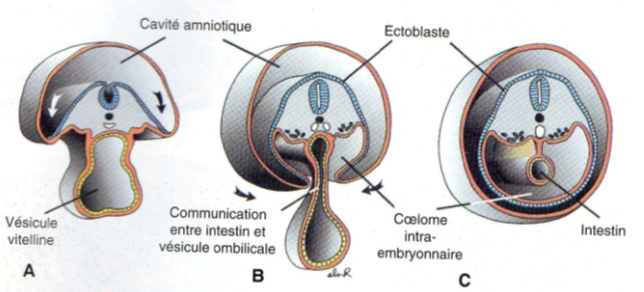 Cavité amniotique
Ectoblaste
Vésicule
vitelline
Communication
entre intestin et
vésicule ombilicale
Cœlome
intra-
embryonnaire
Intestin
A
B
C